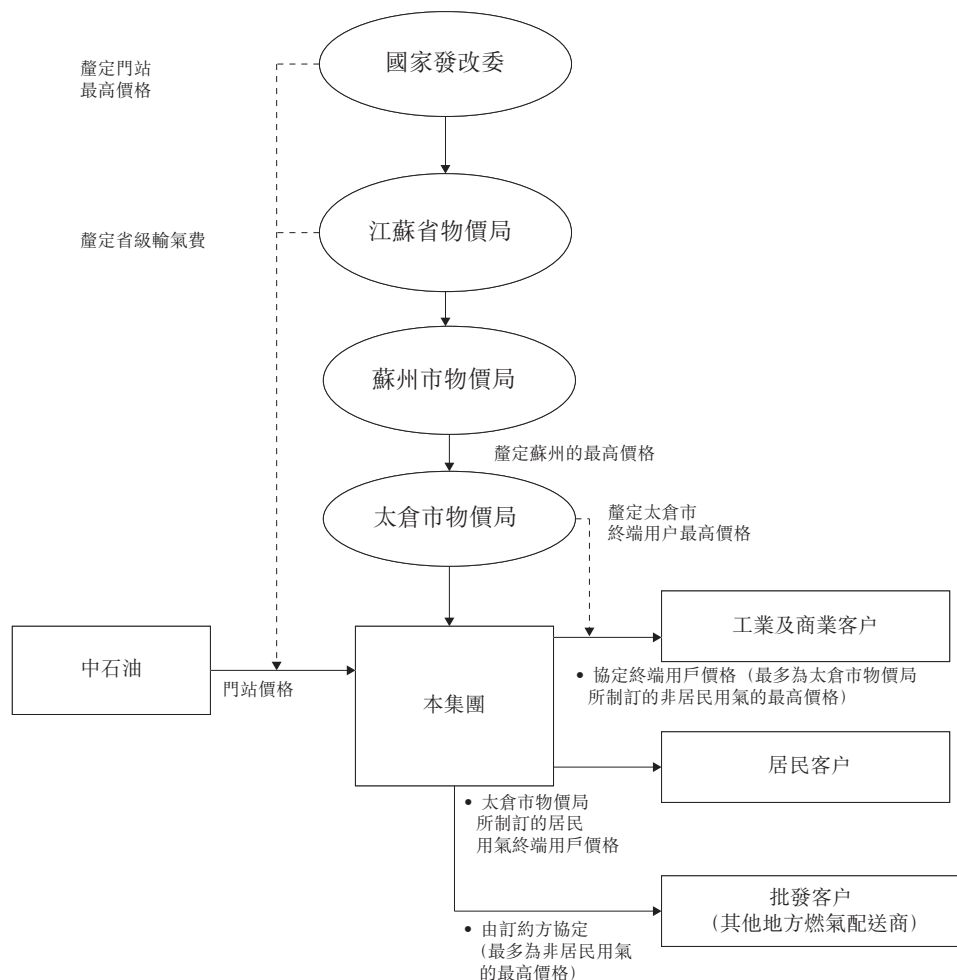 國家發改委
釐定門站
最高價格
江蘇省物價局
釐定省級輸氣費
蘇州市物價局
釐定蘇州的最高價格
太倉市物價局
釐定太倉市
終端用户最高價格
工業及商業客户
中石油
門站價格
本集團
• 協定終端用戶價格（最多為太倉市物價局
所制訂的非居民用氣的最高價格）
居民客户
• 太倉市物價局
所制訂的居民
用氣終端用戶價格
批發客户
（其他地方燃氣配送商）
• 由訂約方協定
（最多為非居民用氣
的最高價格）